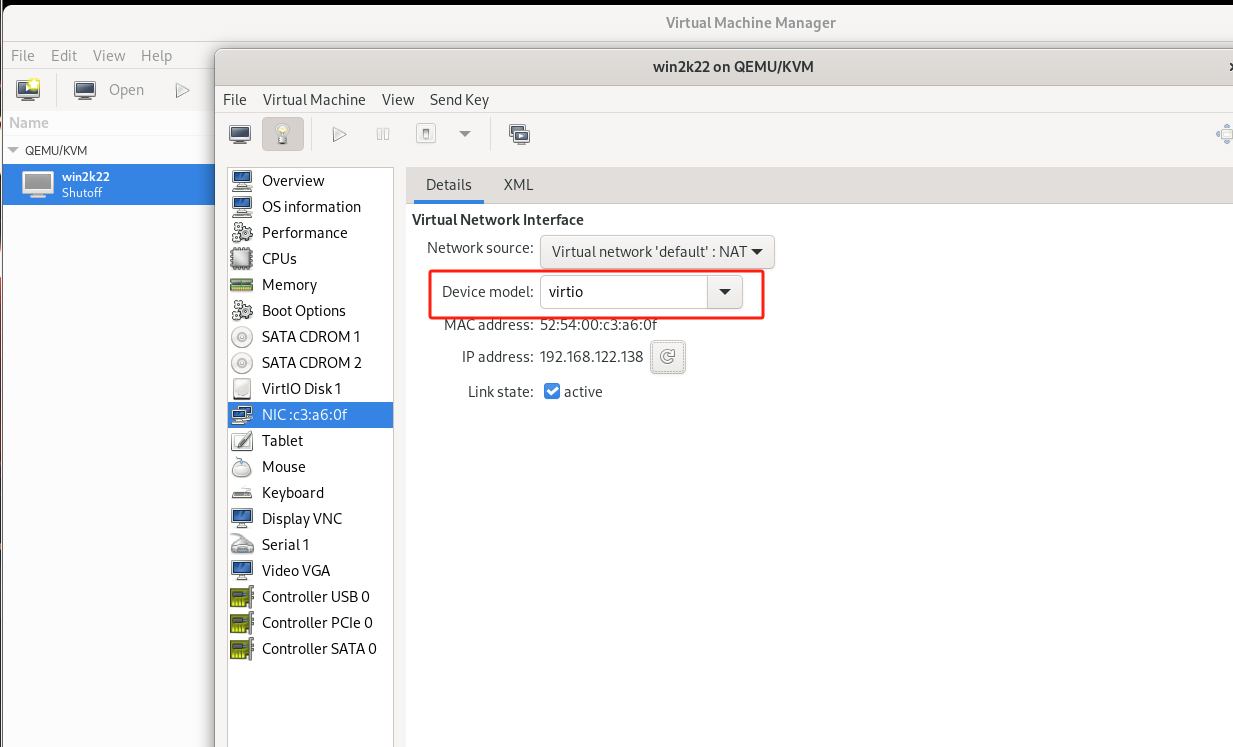 Virtual Machine Manager
File Edit View Help
Open
Name
QEMU/KVM
win2k22
Shutoff
win2k22 on QEMU/KVM
File Virtual Machine View Send Key
Overview
OS information
Performance
CPUs
Memory
Boot Options
SATA CDROM 1
SATA CDROM 2
VirtIO Disk 1
NIC :c3:a6:0f
Tablet
Mouse
Keyboard
Display VNC
Serial 1
Video VGA
Controller USB 0
Controller PCIe 0
Controller SATA 0
Details XML
Virtual Network Interface
Network source: Virtual network 'default' : NAT
Device model: virtio
MAC address: 52:54:00:c3:a6:0f
IP address: 192.168.122.138
Link state: active